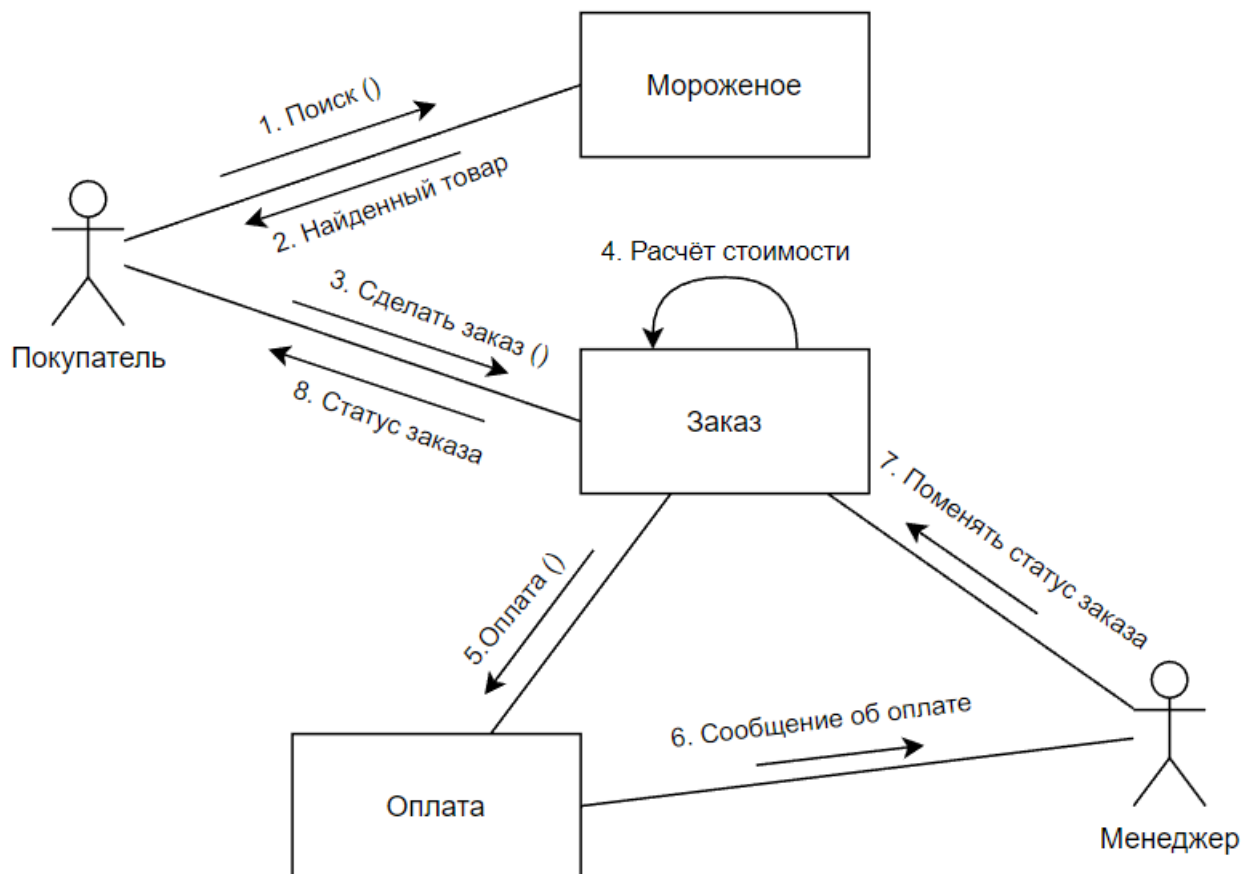 Мороженое
1. Поиск ()
2. Найденный товар
4. Расчёт стоимости
3. Сделать заказ ()
Покупатель
8. Статус заказа
Заказ
7. Поменять статус заказа
5.Оплата ()
6. Сообщение об оплате
Оплата
Менеджер